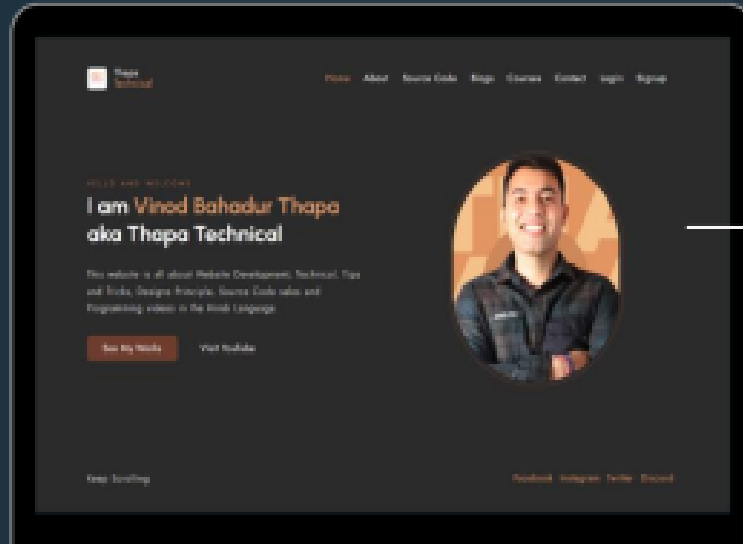 Thapa
Technical
Home About Source Code Blogs Courses Contact Login Signup
HELLO AND WELCOME
I am Vinod Bahadur Thapa
aka Thapa Technical
This website is all about Website Development, Technical, Tips
and Tricks, Designs Principle, Source Code sales and
Programming videos in the Hindi Language
See My Works Visit YouTube
Keep Scrolling
Facebook Instagram Twitter Discord